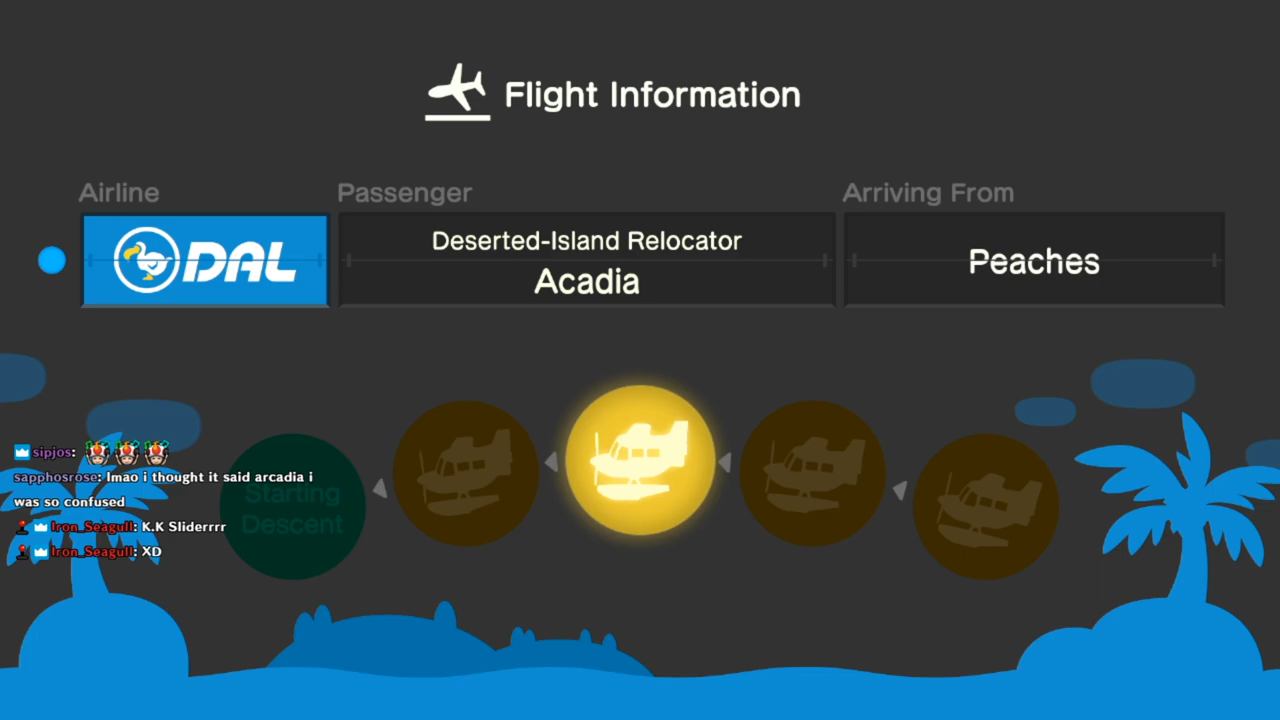 Flight Information
Airline
Passenger
Arriving From
DAL
Deserted-Island Relocator
Acadia
Peaches
Starting
Descent
sipjos:
sapphosrose: lmao i thought it said arcadia i
was so confused
Iron_Seagull: K.K Sliderrrr
Iron_Seagull: XD